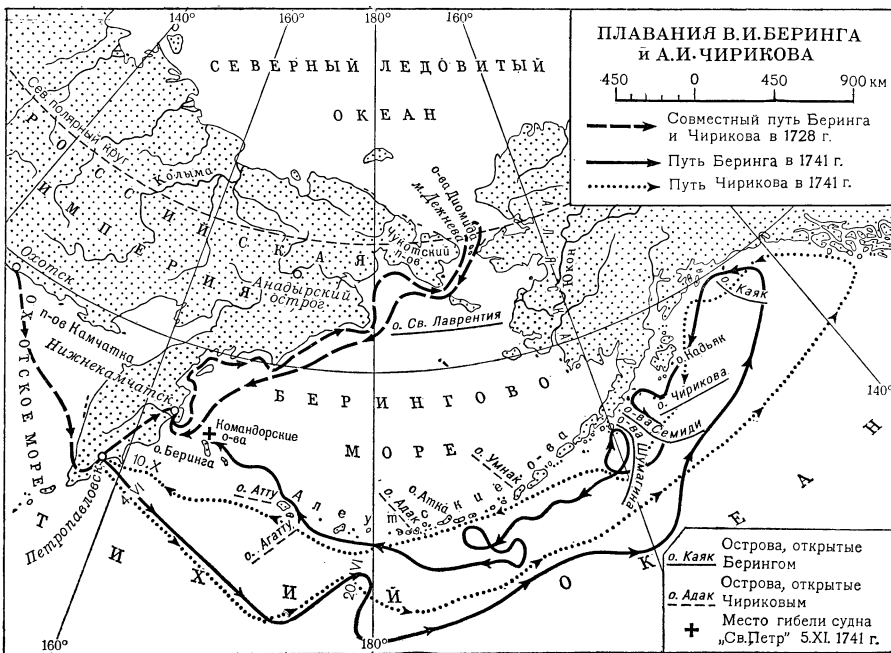 140°
160°
180°
160°
ПЛАВАНИЯ В.И.БЕРИНГА
и А.И.ЧИРИКОВА
450 0 450 900 км
Совместный путь Беринга
и Чирикова в 1728 г.
Путь Беринга в 1741 г.
Путь Чирикова в 1741 г.
СЕВЕРНЫЙ ЛЕДОВИТЫЙ
ОКЕАН
Сев. полярный круг
РОССИЙСКАЯ
ИМПЕРИЯ
Колыма
о-ва Диомида
м. Дежнева
Чукотский
п-ов
АЛЯСКА
Юкон
Охотск
Анадырский
острог
о. Св. Лаврентия
о. Каяк
п-ов Камчатка
Нижнекамчатск
ОХОТСКОЕ МОРЕ
о. Кадьяк
о. Чирикова
о-ва Семиди
о-ва Шумагина
140°
БЕРИНГОВО
МОРЕ
Командорские
о-ва
о. Беринга
10.X
4.VI
Петропавловск
о. Атту
о. Агатту
Алеутские о-ва
о. Адак
о. Атка
о. Умнак
20.VI
ТИХИЙ ОКЕАН
160°
180°
о. Каяк Острова, открытые
Берингом
о. Адак Острова, открытые
Чириковым
Место гибели судна
„Св.Петр" 5.XI. 1741 г.